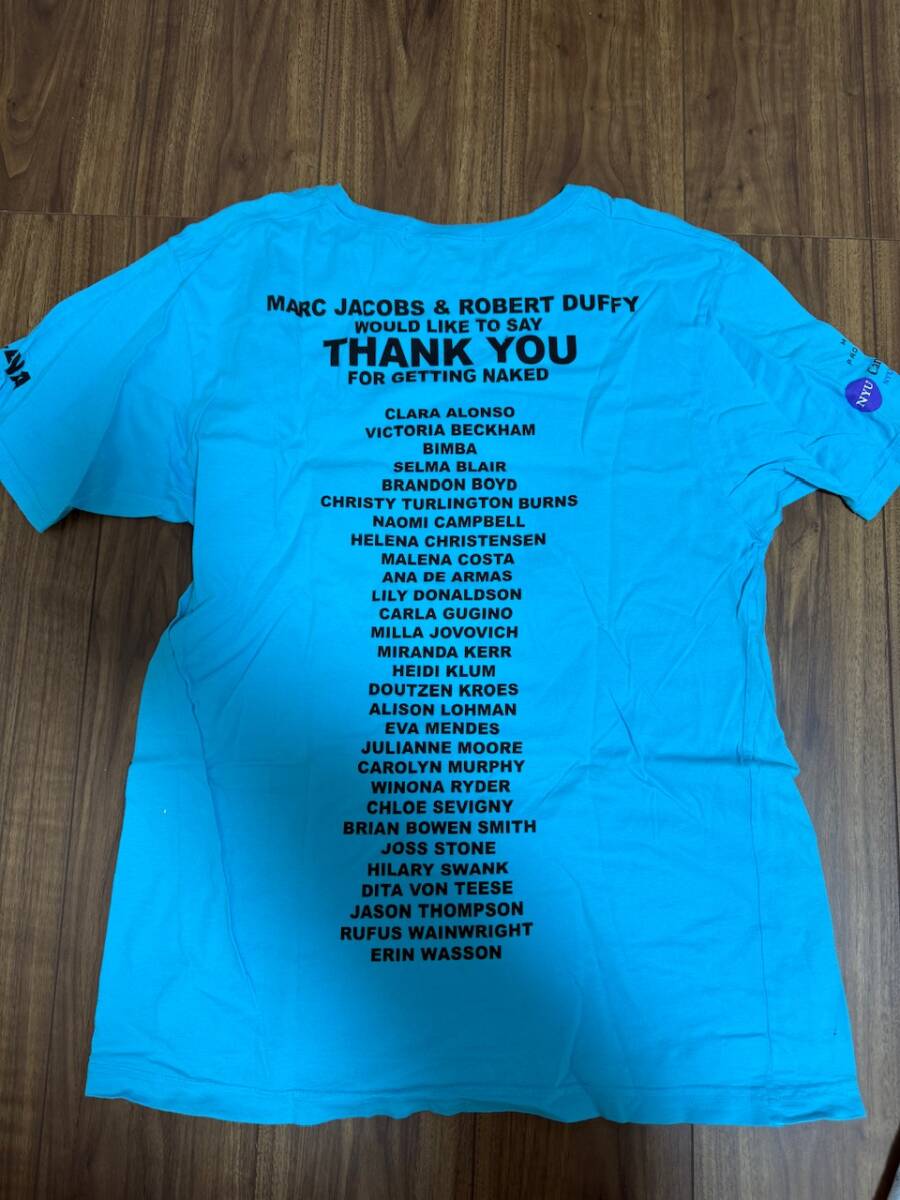 MARC JACOBS & ROBERT DUFFY
WOULD LIKE TO SAY
THANK YOU
FOR GETTING NAKED
CLARA ALONSO
VICTORIA BECKHAM
BIMBA
SELMA BLAIR
BRANDON BOYD
CHRISTY TURLINGTON BURNS
NAOMI CAMPBELL
HELENA CHRISTENSEN
MALENA COSTA
ANA DE ARMAS
LILY DONALDSON
CARLA GUGINO
MILLA JOVOVICH
MIRANDA KERR
HEIDI KLUM
DOUTZEN KROES
ALISON LOHMAN
EVA MENDES
JULIANNE MOORE
CAROLYN MURPHY
WINONA RYDER
CHLOE SEVIGNY
BRIAN BOWEN SMITH
JOSS STONE
HILARY SWANK
DITA VON TEESE
JASON THOMPSON
RUFUS WAINWRIGHT
ERIN WASSON
NYU